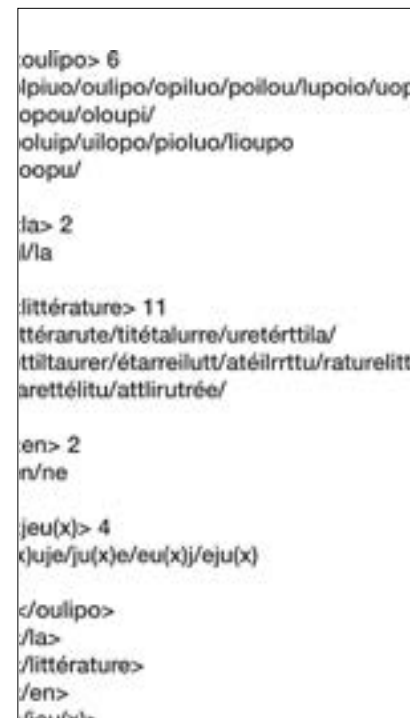 oulipo> 6
lpiuo/oulipo/opiluo/poilou/lupoio/uop
opou/oloupi/
oluip/uilopo/pioluo/lioupo
oopu/
la> 2
l/la
littérature> 11
ttérarute/titétalurre/uretérttila/
ttiltaurer/étarreilutt/atéilrrttu/raturelitt
arettélitu/attlirutrée/
en> 2
n/ne
jeu(x)> 4
x)uje/ju(x)e/eu(x)j/eju(x)
</oulipo>
/la>
/littérature>
/en>